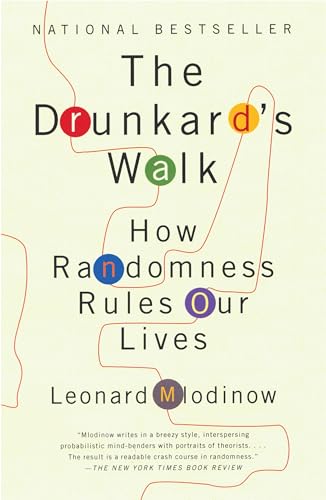 NATIONAL BESTSELLER
The
Drunkard's
Walk
How
Randomness
Rules Our
Lives
Leonard Mlodinow
"Mlodinow writes in a breezy style, interspersing
probabilistic mind-benders with portraits of theorists. . . .
The result is a readable crash course in randomness."
—THE NEW YORK TIMES BOOK REVIEW